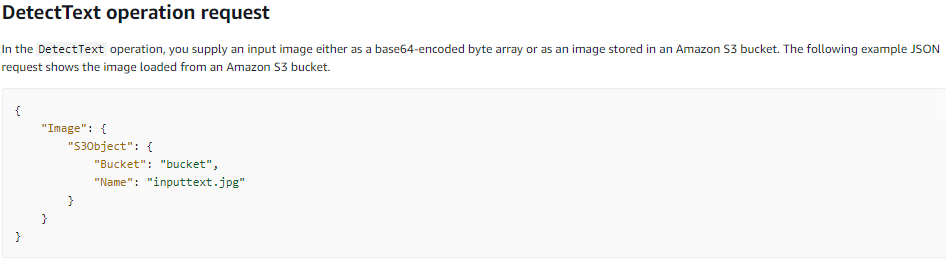 DetectText operation request
In the DetectText operation, you supply an input image either as a base64-encoded byte array or as an image stored in an Amazon S3 bucket. The following example JSON
request shows the image loaded from an Amazon S3 bucket.
{
    "Image": {
        "S3Object": {
            "Bucket": "bucket",
            "Name": "inputtext.jpg"
        }
    }
}